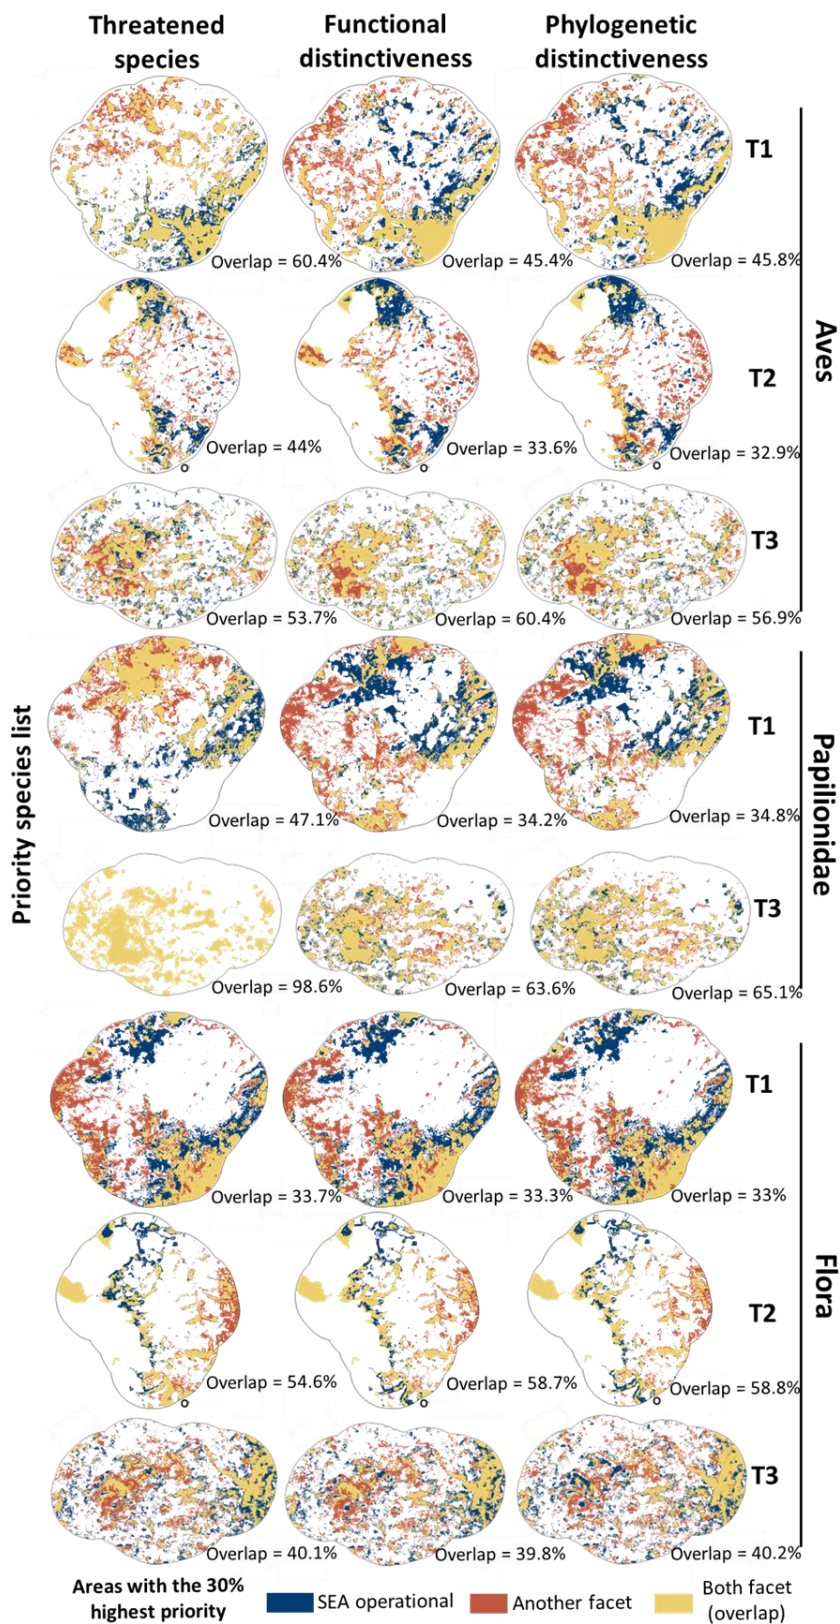 Threatened
species
Functional
distinctiveness
Phylogenetic
distinctiveness
T1
Overlap = 60.4%
Overlap = 45.4%
Overlap = 45.8%
Aves
T2
Overlap = 44%
Overlap = 33.6%
Overlap = 32.9%
T3
Overlap = 53.7%
Overlap = 60.4%
Overlap = 56.9%
Priority species list
T1
Papilionidae
Overlap = 47.1%
Overlap = 34.2%
Overlap = 34.8%
T3
Overlap = 98.6%
Overlap = 63.6%
Overlap = 65.1%
T1
Overlap = 33.7%
Overlap = 33.3%
Overlap = 33%
Flora
T2
Overlap = 54.6%
Overlap = 58.7%
Overlap = 58.8%
T3
Overlap = 40.1%
Overlap = 39.8%
Overlap = 40.2%
Areas with the 30%
highest priority
SEA operational
Another facet
Both facet
(overlap)